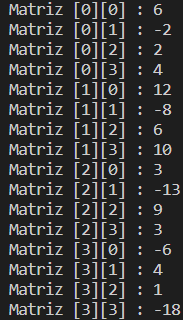 Matriz [0][0] : 6
Matriz [0][1] : -2
Matriz [0][2] : 2
Matriz [0][3] : 4
Matriz [1][0] : 12
Matriz [1][1] : -8
Matriz [1][2] : 6
Matriz [1][3] : 10
Matriz [2][0] : 3
Matriz [2][1] : -13
Matriz [2][2] : 9
Matriz [2][3] : 3
Matriz [3][0] : -6
Matriz [3][1] : 4
Matriz [3][2] : 1
Matriz [3][3] : -18